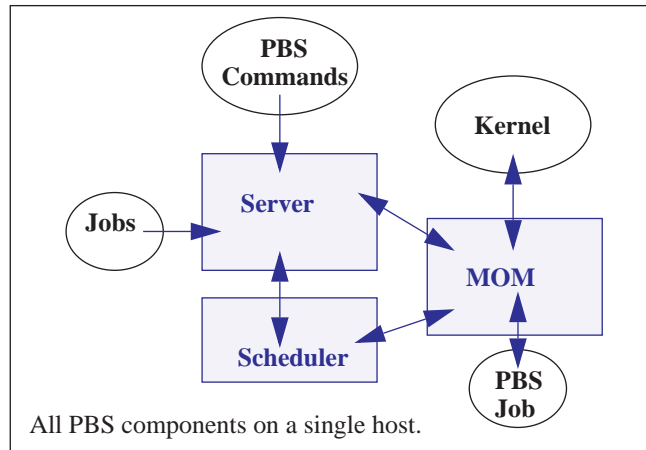 PBS
Commands
Kernel
Server
Jobs
MOM
Scheduler
PBS
Job
All PBS components on a single host.